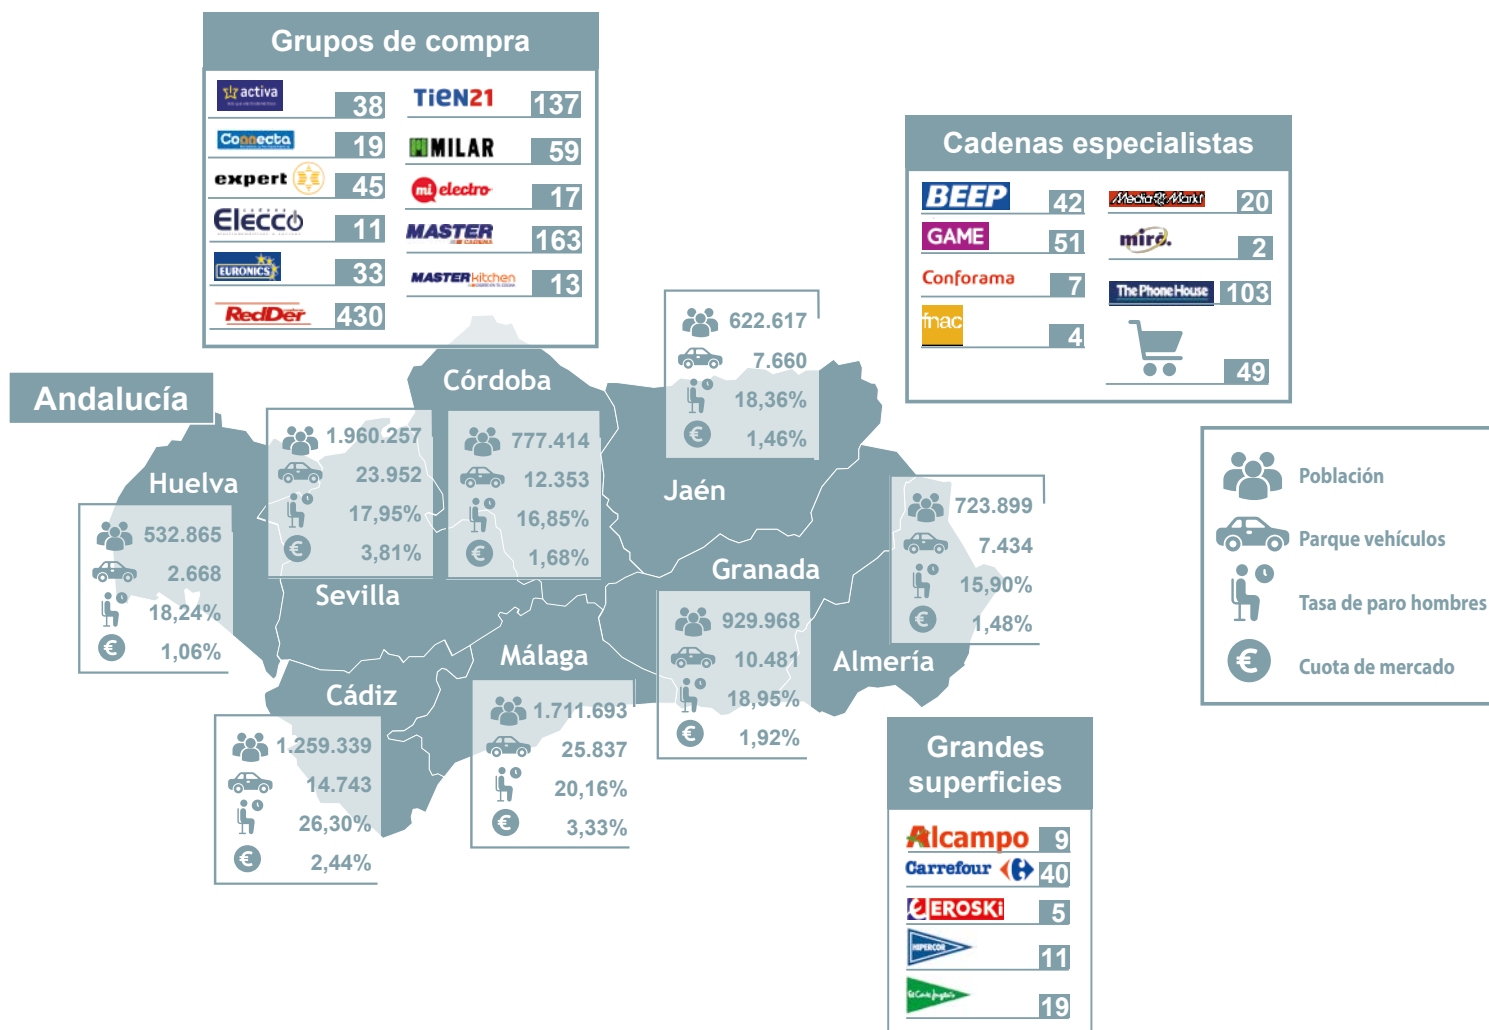 Grupos de compra
activa
38
Connecta
19
expert
45
Elecco
11
EURONICS
33
RedDer
430
TiEN21
137
MILAR
59
mi electro
17
MASTER
CADENA
163
MASTER kitchen
13
Cadenas especialistas
BEEP
42
GAME
51
Conforama
7
fnac
4
Media Markt
20
miró.
2
The Phone House
103
49
Andalucía
Huelva
532.865
2.668
18,24%
1,06%
Sevilla
1.960.257
23.952
17,95%
3,81%
Córdoba
777.414
12.353
16,85%
1,68%
Jaén
622.617
7.660
18,36%
1,46%
Granada
929.968
10.481
18,95%
1,92%
Almería
723.899
7.434
15,90%
1,48%
Málaga
1.711.693
25.837
20,16%
3,33%
Cádiz
1.259.339
14.743
26,30%
2,44%
€ Población
Parque vehículos
Tasa de paro hombres
Cuota de mercado
Grandes
superficies
Alcampo
9
Carrefour
40
EROSKi
5
HIPERCOR
11
El Corte Inglés
19